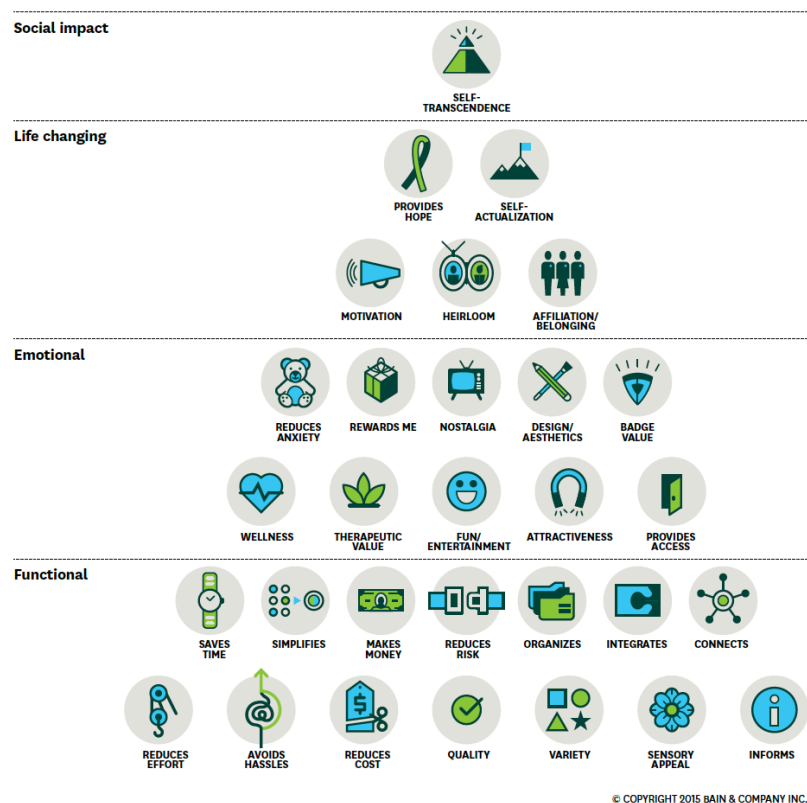 Social impact
SELF-
TRANSCENDENCE
Life changing
PROVIDES
HOPE
SELF-
ACTUALIZATION
MOTIVATION
HEIRLOOM
AFFILIATION/
BELONGING
Emotional
REDUCES
ANXIETY
REWARDS ME
NOSTALGIA
DESIGN/
AESTHETICS
BADGE
VALUE
WELLNESS
THERAPEUTIC
VALUE
FUN/
ENTERTAINMENT
ATTRACTIVENESS
PROVIDES
ACCESS
Functional
SAVES
TIME
SIMPLIFIES
MAKES
MONEY
REDUCES
RISK
ORGANIZES
INTEGRATES
CONNECTS
$
i
REDUCES
EFFORT
AVOIDS
HASSLES
REDUCES
COST
QUALITY
VARIETY
SENSORY
APPEAL
INFORMS
© COPYRIGHT 2015 BAIN & COMPANY INC.